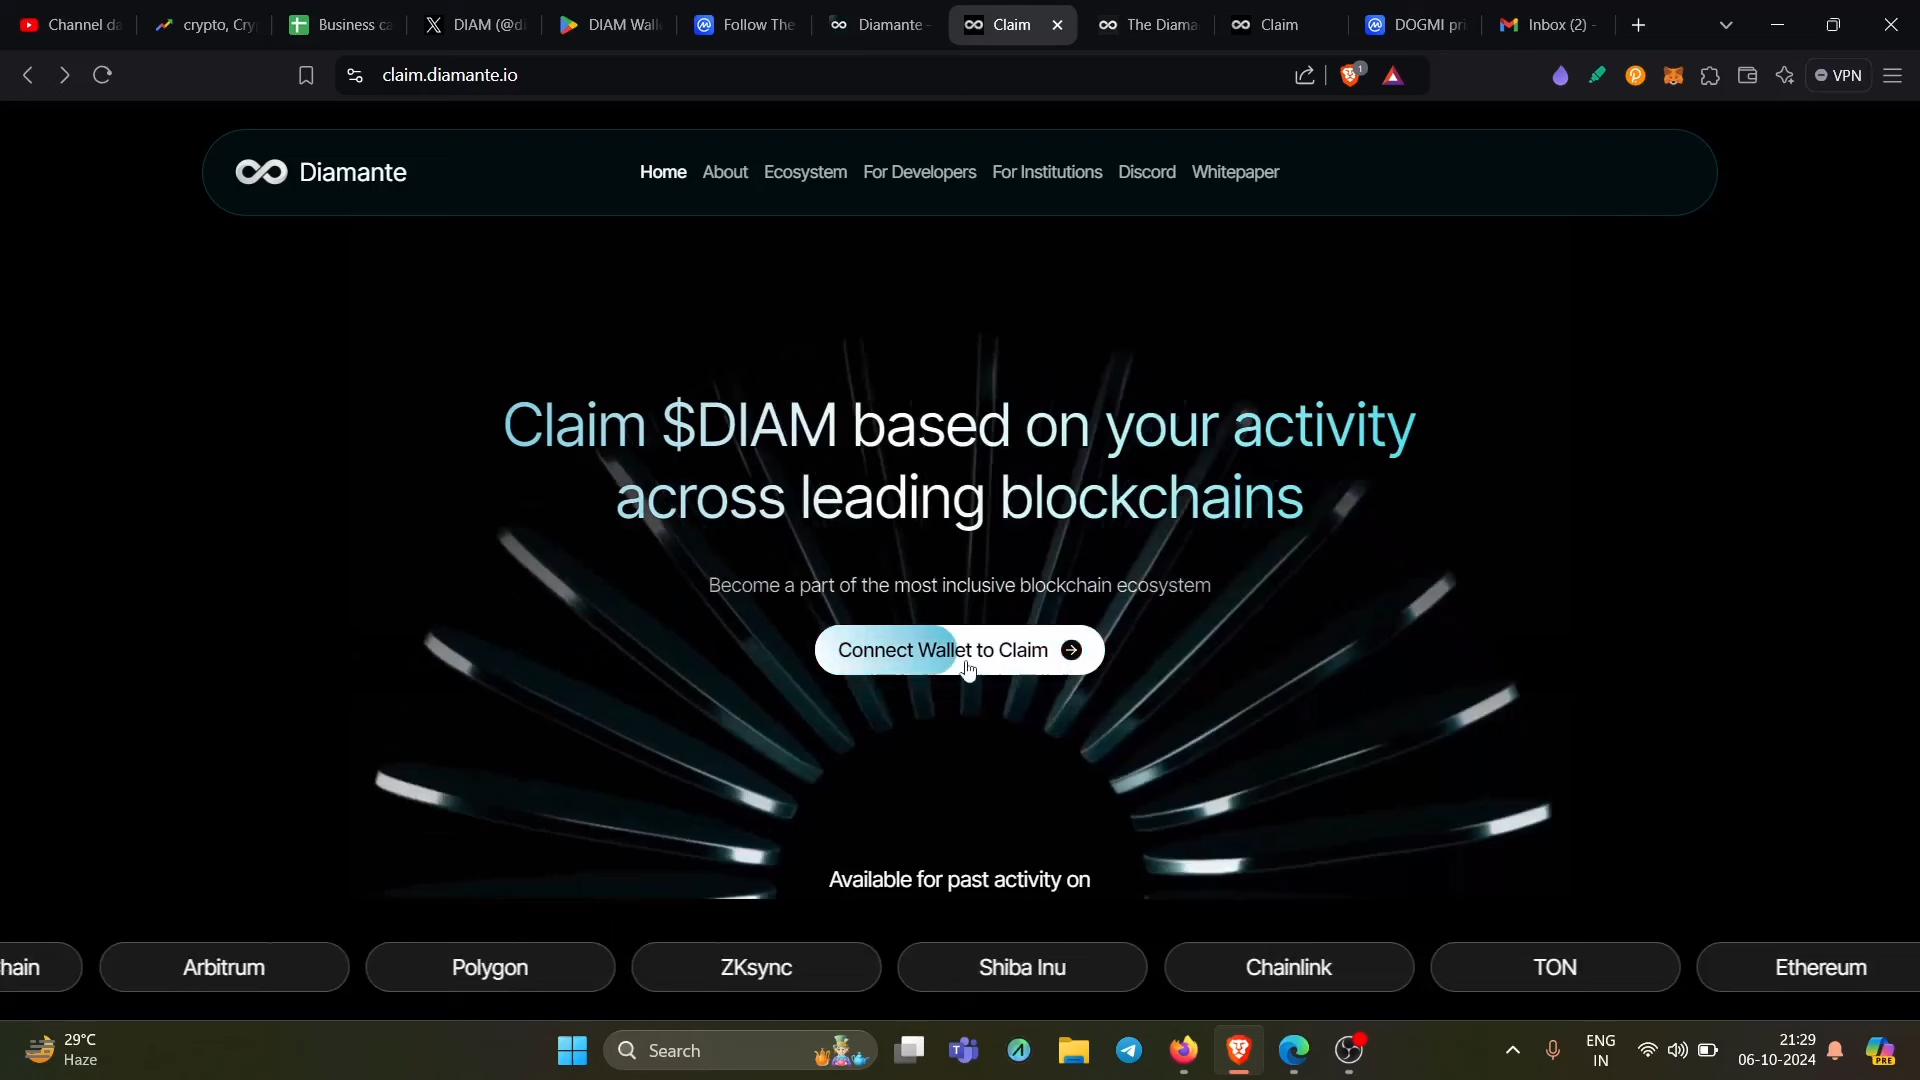 Channel da
crypto, Cry
Business ca
DIAM (@di
DIAM Wall
Follow The
Diamante -
Claim
The Diama
Claim
DOGMI pri
Inbox (2) -
claim.diamante.io
1
VPN
Diamante
Home About Ecosystem For Developers For Institutions Discord Whitepaper
Claim $DIAM based on your activity
across leading blockchains
Become a part of the most inclusive blockchain ecosystem
Connect Wallet to Claim
Available for past activity on
hain
Arbitrum
Polygon
ZKsync
Shiba Inu
Chainlink
TON
Ethereum
29°C
Haze
Search
ENG
IN
21:29
06-10-2024
PRE